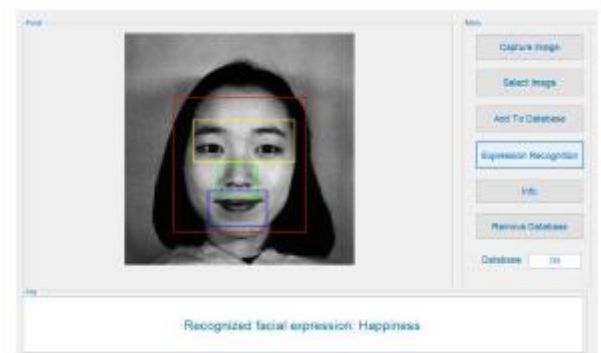 Panel
Menu
Capture Image
Select Image
Add To Database
Expression Recognition
Info
Remove Database
Database
Recognized facial expression: Happiness